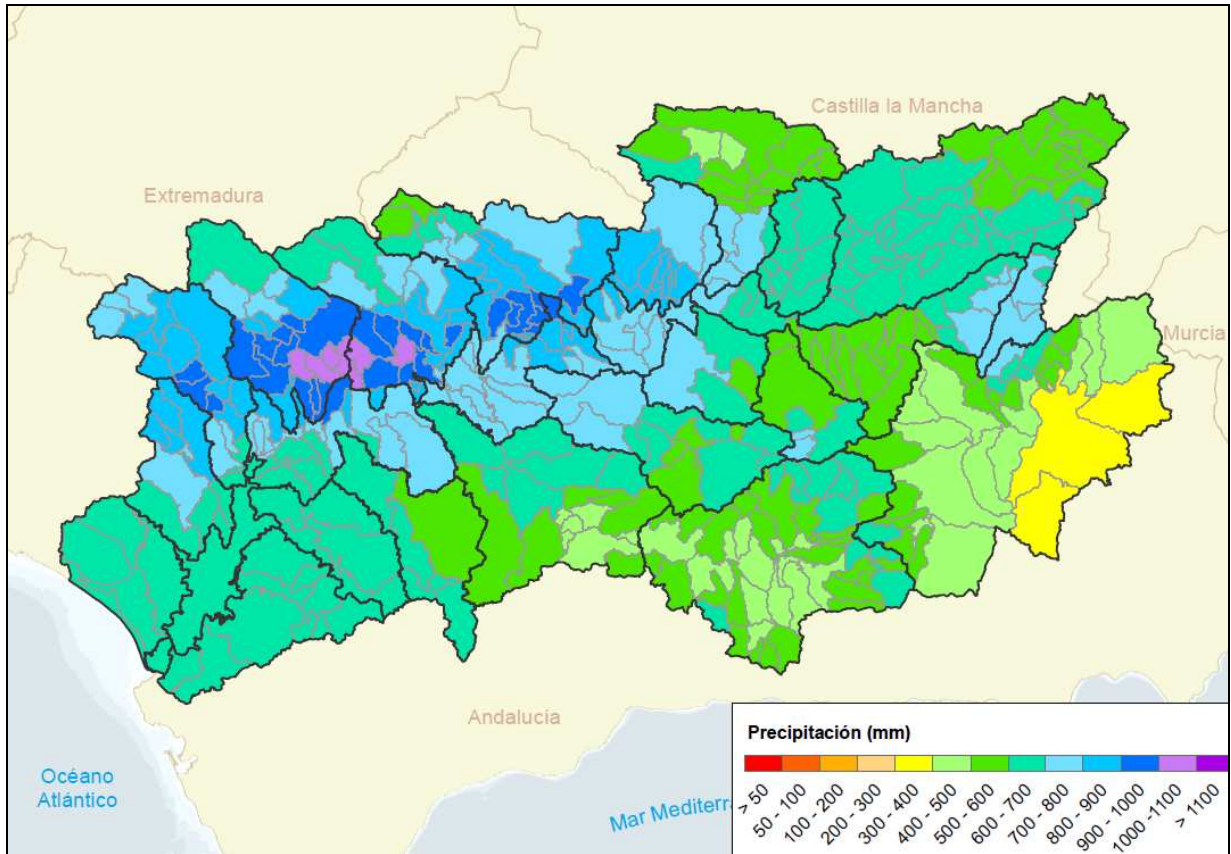 Castilla la Mancha
Extremadura
Murcia
Andalucía
Océano
Atlántico
Mar Mediterr
Precipitación (mm)
> 50
50 - 100
100 - 200
200 - 300
300 - 400
400 - 500
500 - 600
600 - 700
700 - 800
800 - 900
900 - 1000
1000 -1100
> 1100